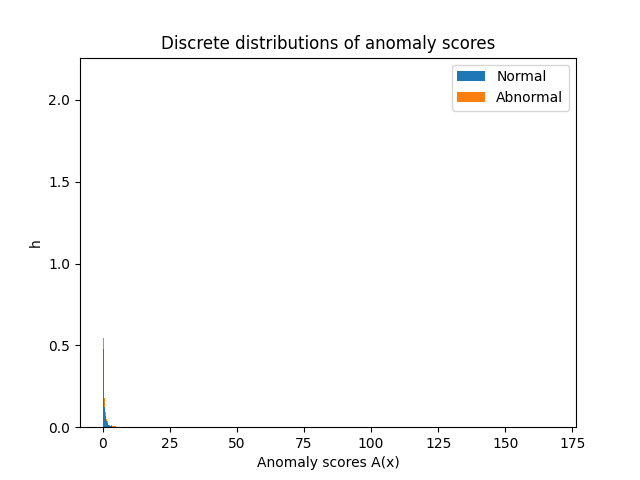 Discrete distributions of anomaly scores
Normal
Abnormal
2.0
1.5
1.0
0.5
0.0
h
0 25 50 75 100 125 150 175
Anomaly scores A(x)